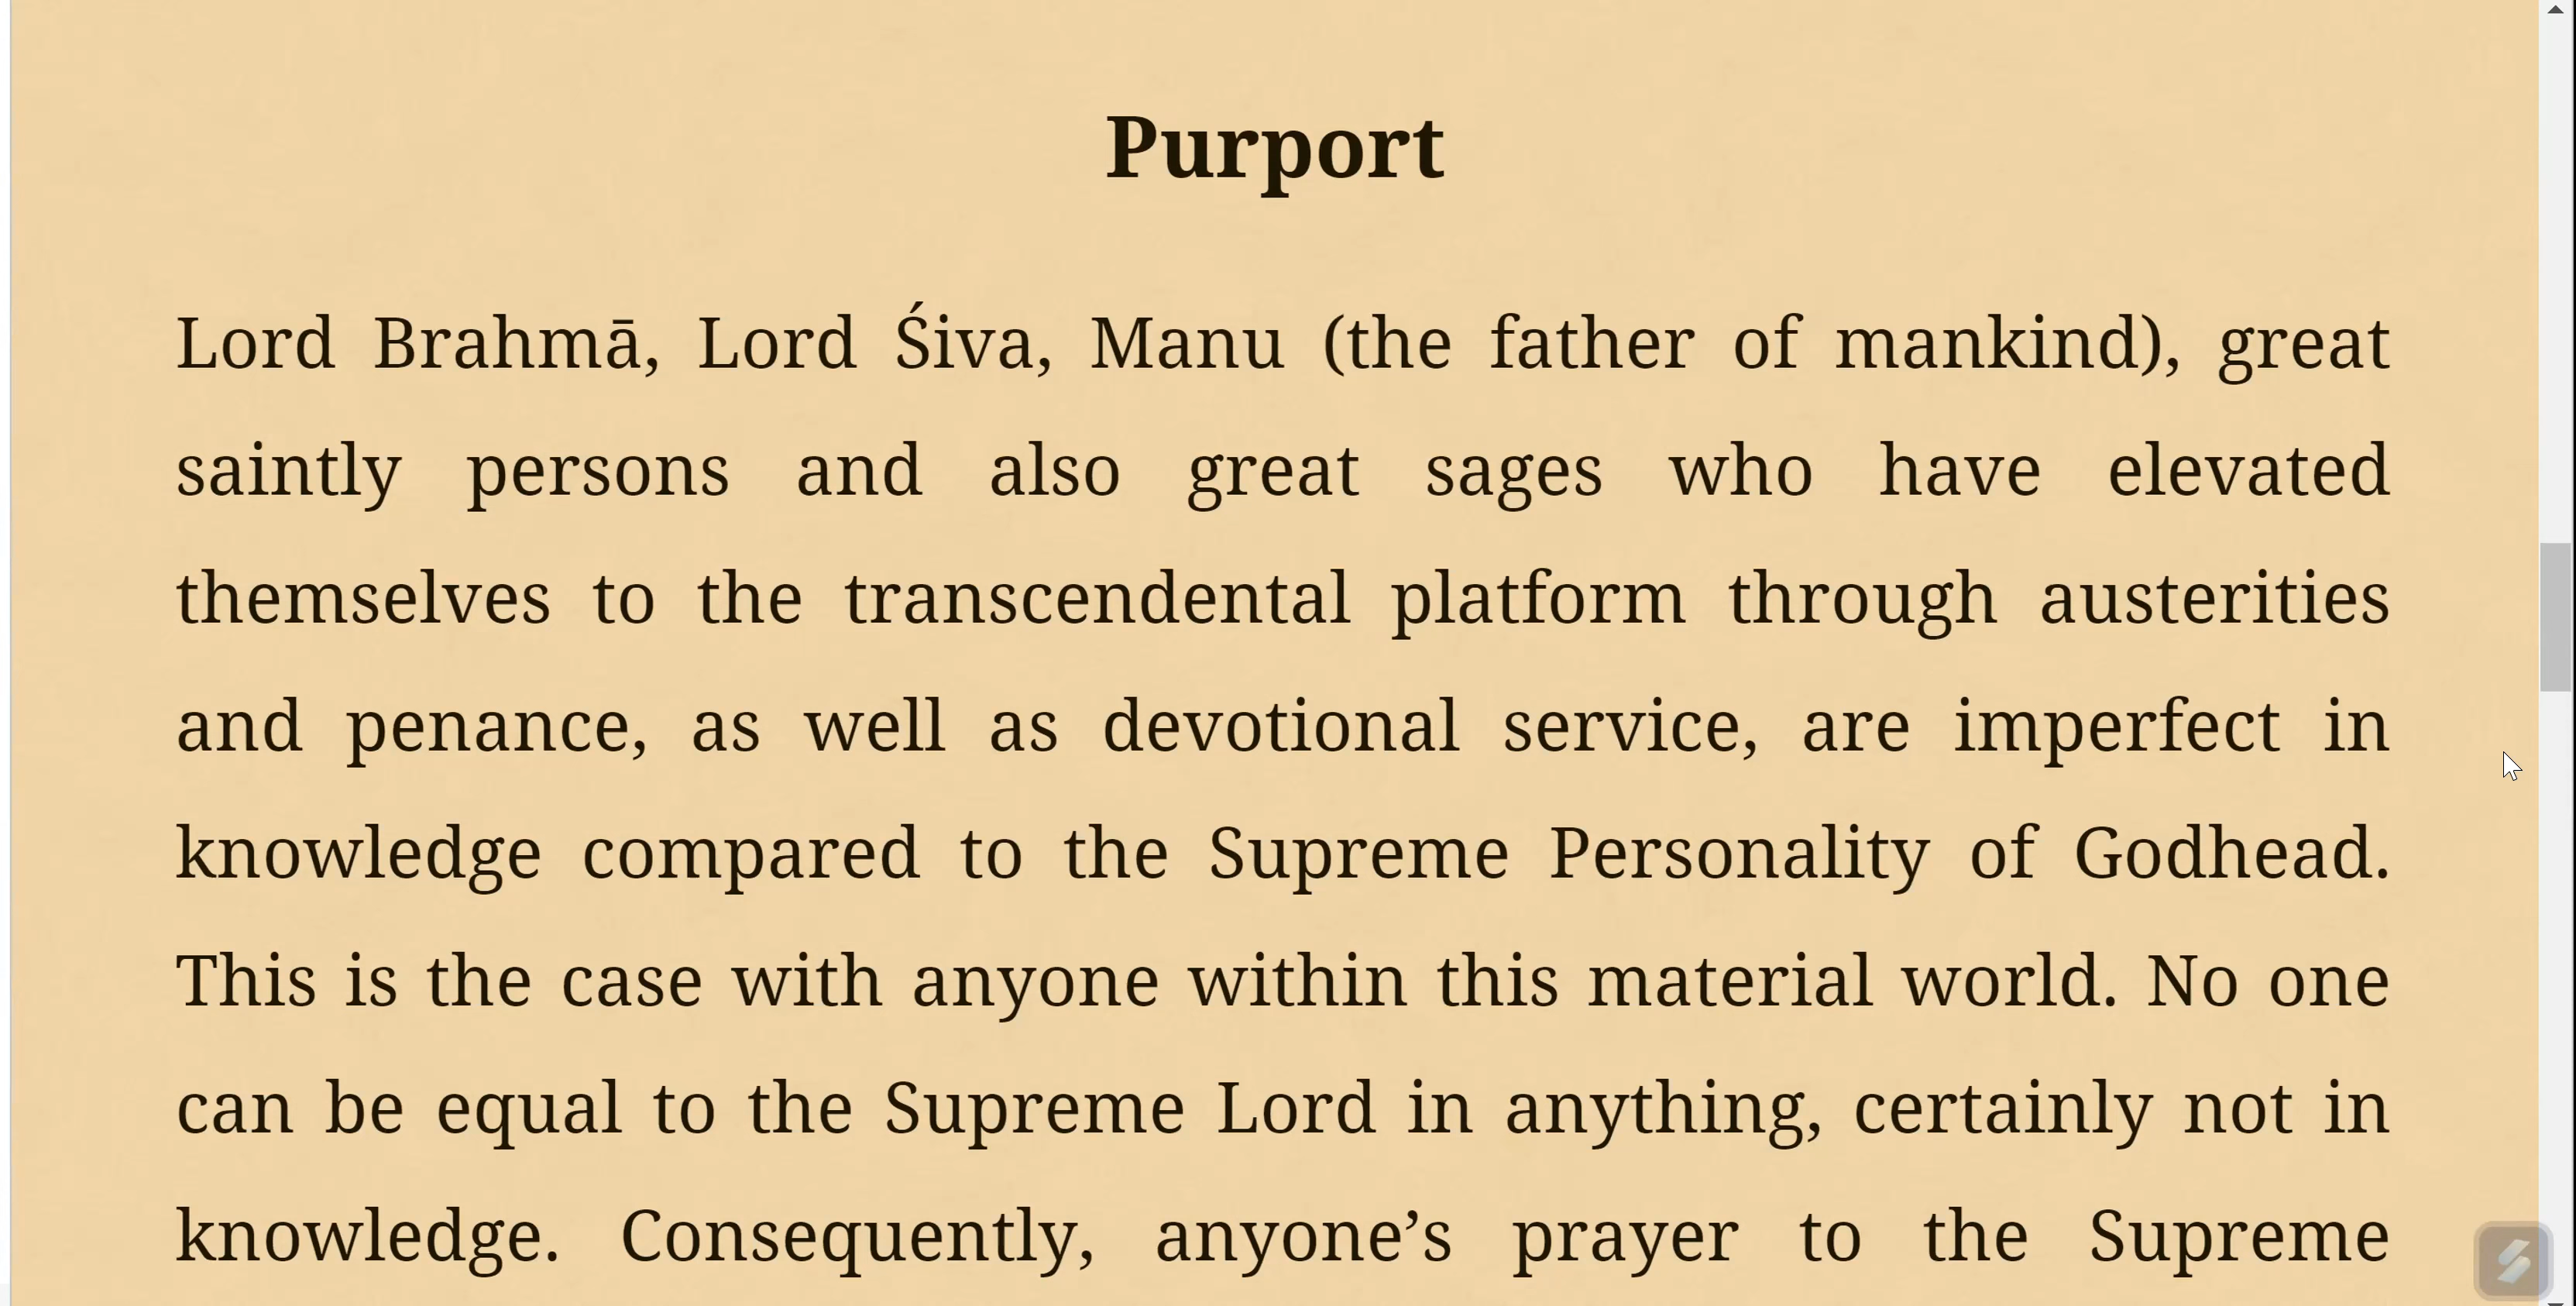 Purport
Lord Brahmā, Lord Śiva, Manu (the father of mankind), great
saintly persons and also great sages who have elevated
themselves to the transcendental platform through austerities
and penance, as well as devotional service, are imperfect in
knowledge compared to the Supreme Personality of Godhead.
This is the case with anyone within this material world. No one
can be equal to the Supreme Lord in anything, certainly not in
knowledge. Consequently, anyone’s prayer to the Supreme